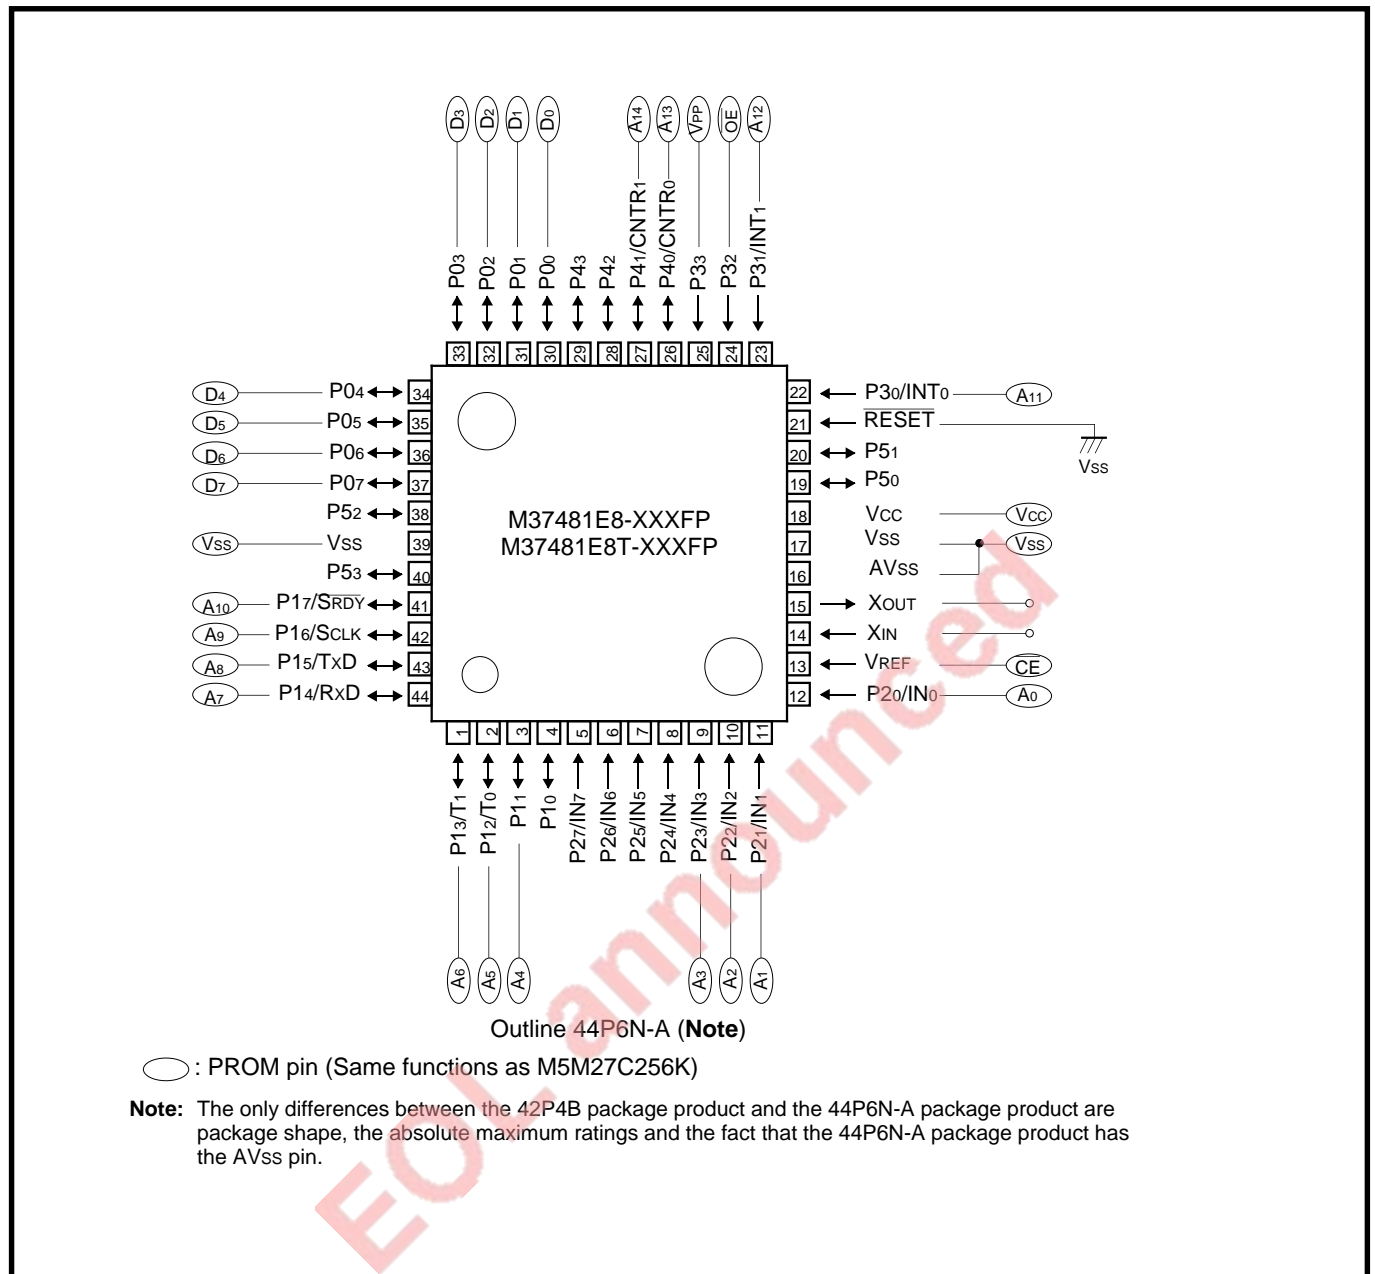 D3 D2 D1 D0 A14 A13 VPP OE A12
P03 P02 P01 P00 P43 P42 P41/CNTR1 P40/CNTR0 P33 P32 P31/INT1
33 32 31 30 29 28 27 26 25 24 23
D4 P04 34
D5 P05 35
D6 P06 36
D7 P07 37
P52 38
VSS VSS 39
P53 40
A10 P17/SRDY 41
A9 P16/SCLK 42
A8 P15/TXD 43
A7 P14/RXD 44
M37481E8-XXXFP
M37481E8T-XXXFP
22 P30/INT0 A11
21 RESET
VSS
20 P51
19 P50
18 VCC VCC
17 VSS VSS
16 AVSS
15 XOUT
14 XIN
13 VREF CE
12 P20/IN0 A0
1 2 3 4 5 6 7 8 9 10 11
P13/T1 P12/T0 P11 P10 P27/IN7 P26/IN6 P25/IN5 P24/IN4 P23/IN3 P22/IN2 P21/IN1
A6 A5 A4 A3 A2 A1
Outline 44P6N-A (Note)
: PROM pin (Same functions as M5M27C256K)
Note: The only differences between the 42P4B package product and the 44P6N-A package product are
package shape, the absolute maximum ratings and the fact that the 44P6N-A package product has
the AVSS pin.
EOL announced